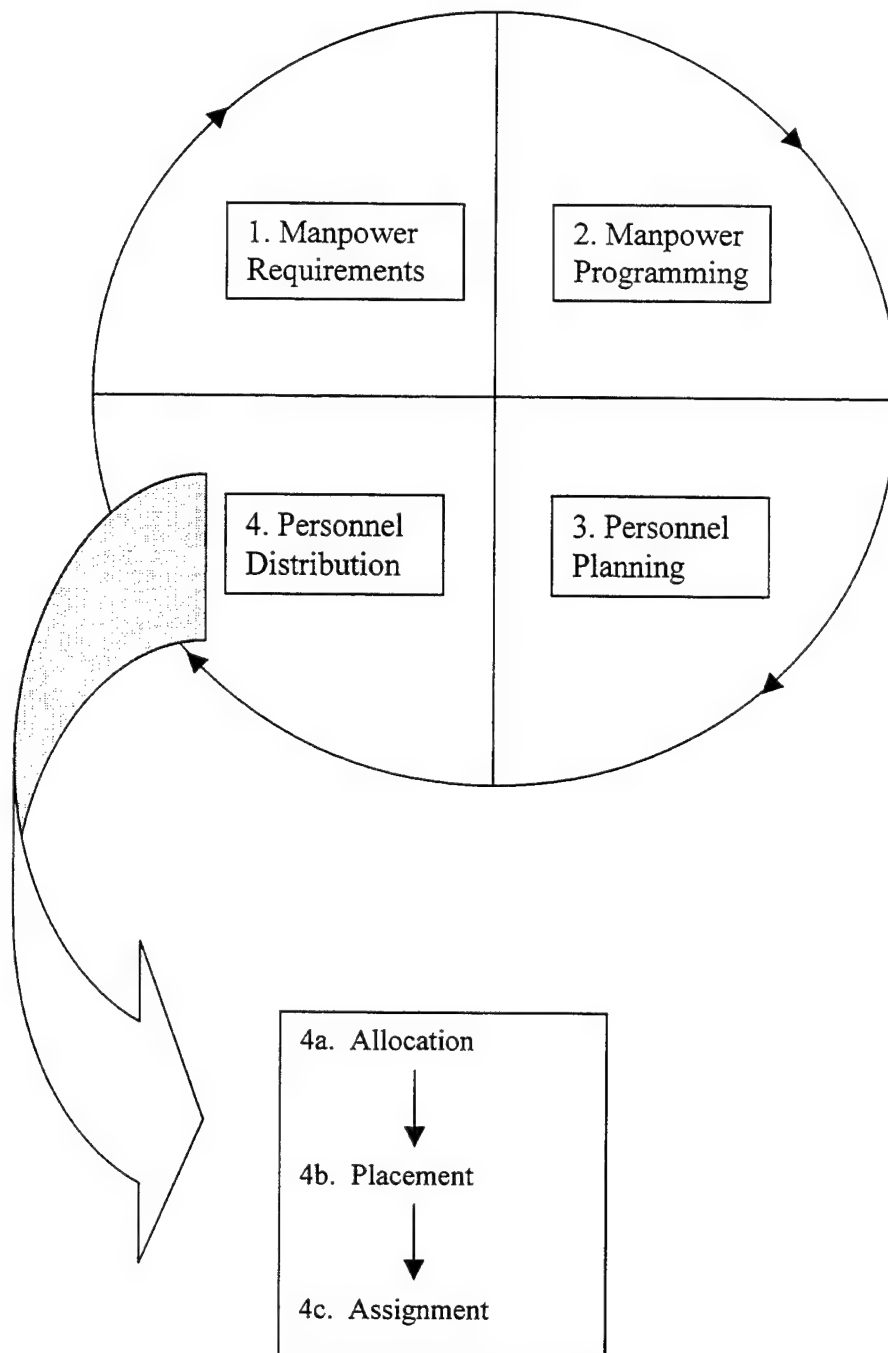 1. Manpower
Requirements
2. Manpower
Programming
4. Personnel
Distribution
3. Personnel
Planning
4a. Allocation
4b. Placement
4c. Assignment